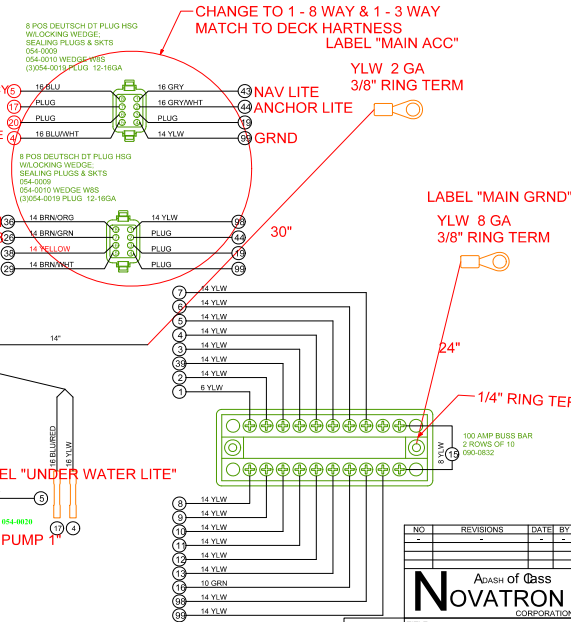 CHANGE TO 1 - 8 WAY & 1 - 3 WAY
MATCH TO DECK HARTNESS
LABEL "MAIN ACC"
YLW 2 GA
3/8" RING TERM
8 POS DEUTSCH DT PLUG HSG
W/LOCKING WEDGE;
SEALING PLUGS & SKTS
054-0009
054-0010 WEDGE W8S
(3)054-0019 PLUG 12-16GA
5 16 BLU 16 GRY 43 NAV LITE
17 PLUG 16 GRY/WHT 44 ANCHOR LITE
20 PLUG PLUG 19
4 16 BLU/WHT 14 YLW 99 GRND
8 POS DEUTSCH DT PLUG HSG
W/LOCKING WEDGE;
SEALING PLUGS & SKTS
054-0009
054-0010 WEDGE W8S
(3)054-0019 PLUG 12-16GA
36 14 BRN/ORG 14 YLW 98
26 14 BRN/GRN PLUG 44
38 14 YELLOW PLUG 19
29 14 BRN/WHT PLUG 99
LABEL "MAIN GRND"
YLW 8 GA
3/8" RING TERM
30"
14"
24"
7 14 YLW
6 14 YLW
5 14 YLW
4 14 YLW
3 14 YLW
39 14 YLW
2 14 YLW
1 6 YLW
1/4" RING TER
8 YLW 15
100 AMP BUSS BAR
2 ROWS OF 10
090-0832
16 BLU/RED
16 YLW
EL "UNDER WATER LITE"
5
054-0020
17 4
PUMP 1"
8 14 YLW
9 14 YLW
10 14 YLW
11 14 YLW
12 14 YLW
13 14 YLW
16 10 GRN
98 14 YLW
99 14 YLW
NO REVISIONS DATE BY
- - - -
A DASH of Class
NOVATRON
CORPORATION